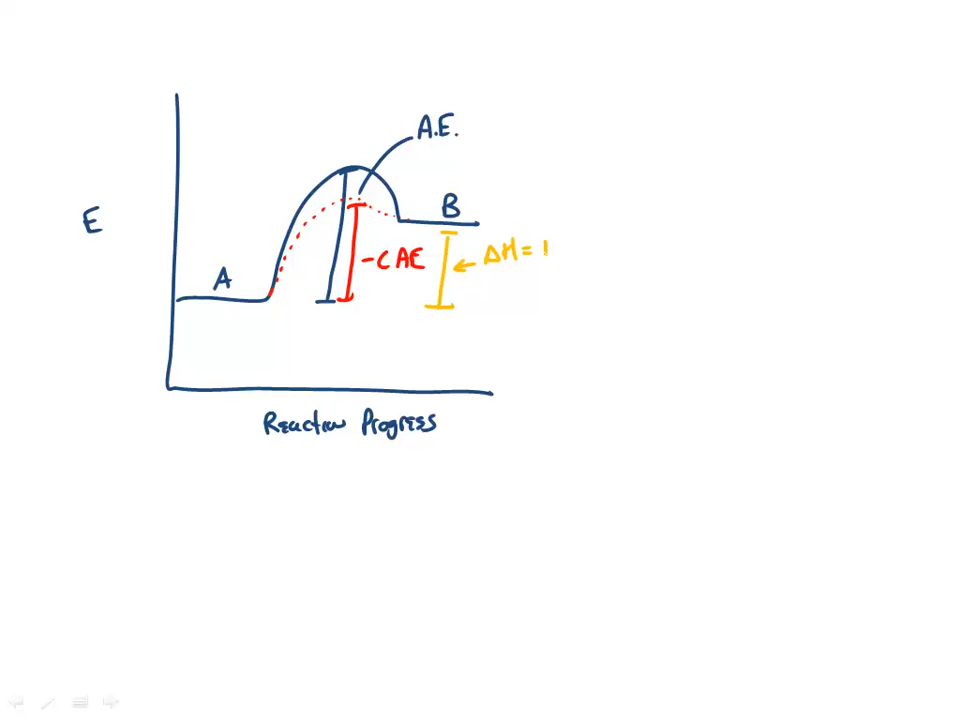 A.E.
B
E
ΔH =
-CAE
A
Reaction Progress